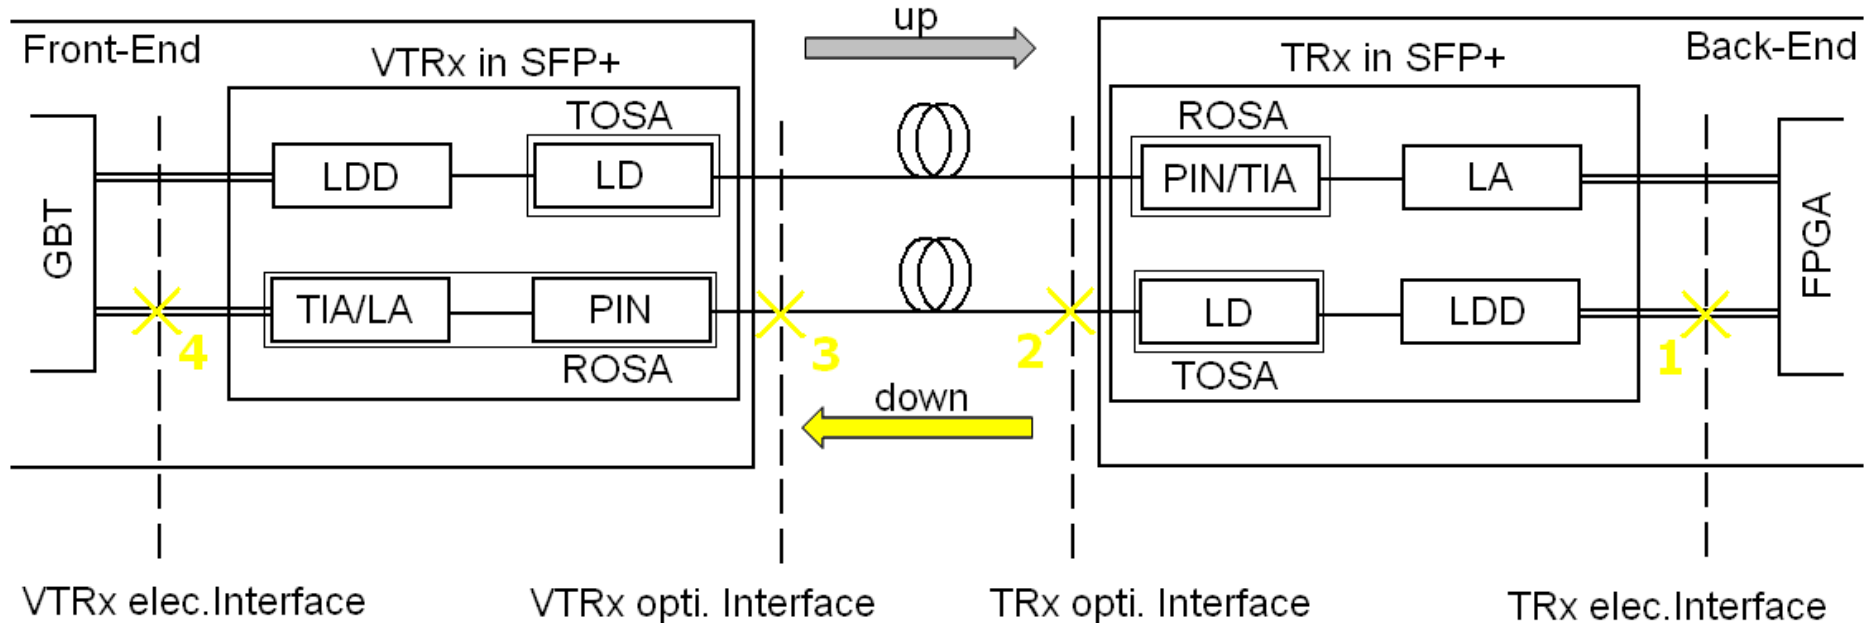 up
Front-End
VTRx in SFP+
TRx in SFP+
Back-End
TOSA
ROSA
LDD
LD
PIN/TIA
LA
GBT
FPGA
TIA/LA
PIN
LD
LDD
4
3
2
1
ROSA
TOSA
down
VTRx elec.Interface
VTRx opti. Interface
TRx opti. Interface
TRx elec.Interface